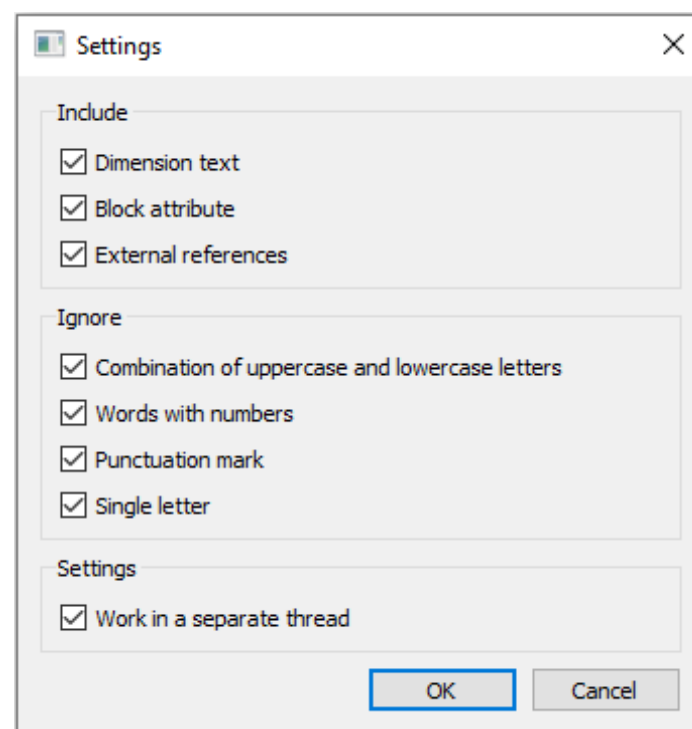 Settings
Include
Dimension text
Block attribute
External references
Ignore
Combination of uppercase and lowercase letters
Words with numbers
Punctuation mark
Single letter
Settings
Work in a separate thread
OK Cancel